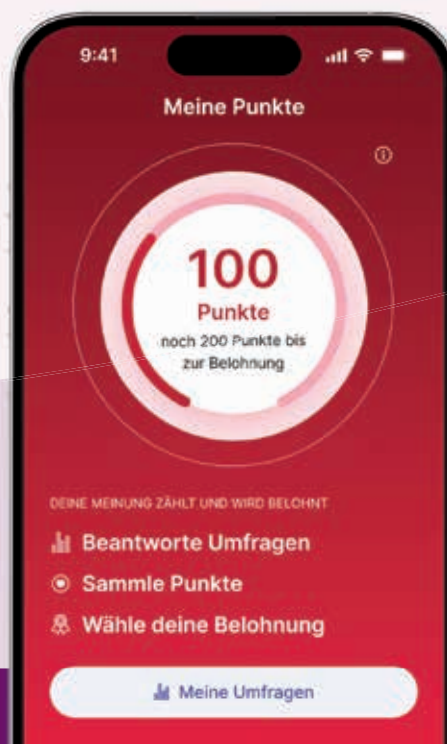 9:41
Meine Punkte
100
Punkte
noch 200 Punkte bis
zur Belohnung
DEINE MEINUNG ZÄHLT UND WIRD BELOHNT
Beantworte Umfragen
Sammle Punkte
Wähle deine Belohnung
Meine Umfragen